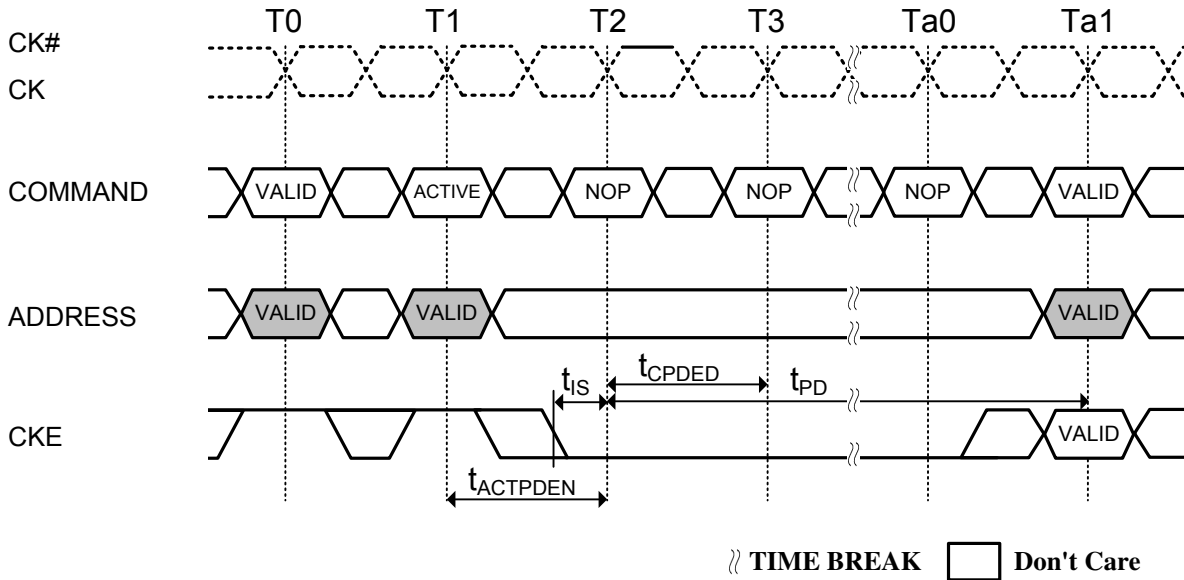 T0 T1 T2 T3 Ta0 Ta1
CK#
CK
COMMAND VALID ACTIVE NOP NOP NOP VALID
ADDRESS VALID VALID VALID
tIS tCPDED tPD
CKE VALID
tACTPDEN
TIME BREAK Don't Care